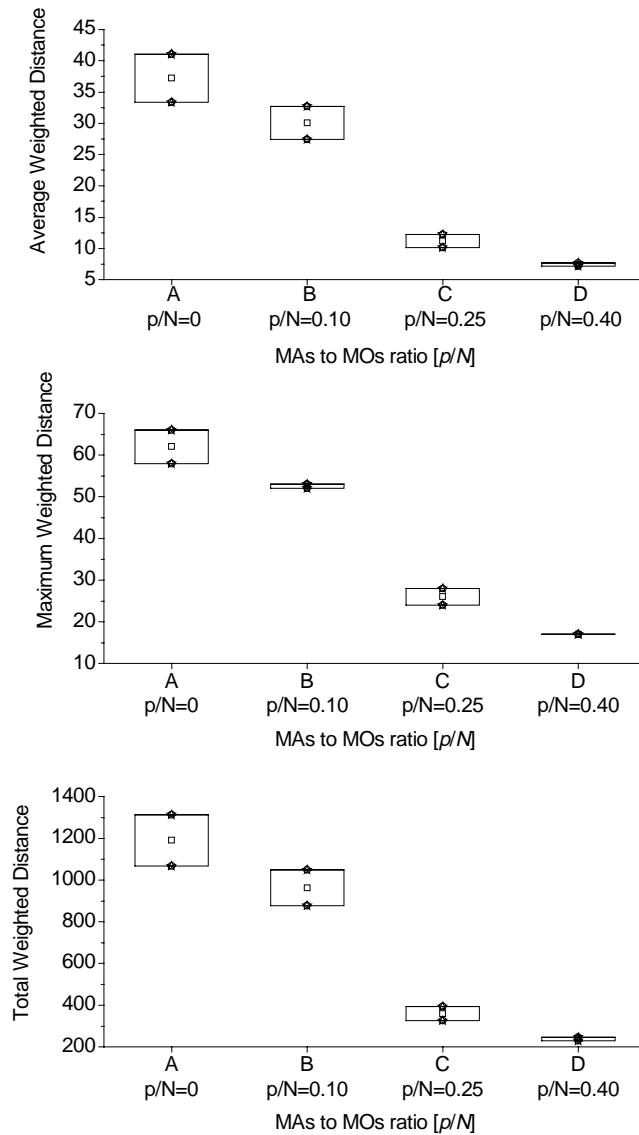 Average Weighted Distance
45
40
35
30
25
20
15
10
5
A B C D
p/N=0 p/N=0.10 p/N=0.25 p/N=0.40
MAs to MOs ratio [p/N]
Maximum Weighted Distance
70
60
50
40
30
20
10
A B C D
p/N=0 p/N=0.10 p/N=0.25 p/N=0.40
MAs to MOs ratio [p/N]
Total Weighted Distance
1400
1200
1000
800
600
400
200
A B C D
p/N=0 p/N=0.10 p/N=0.25 p/N=0.40
MAs to MOs ratio [p/N]